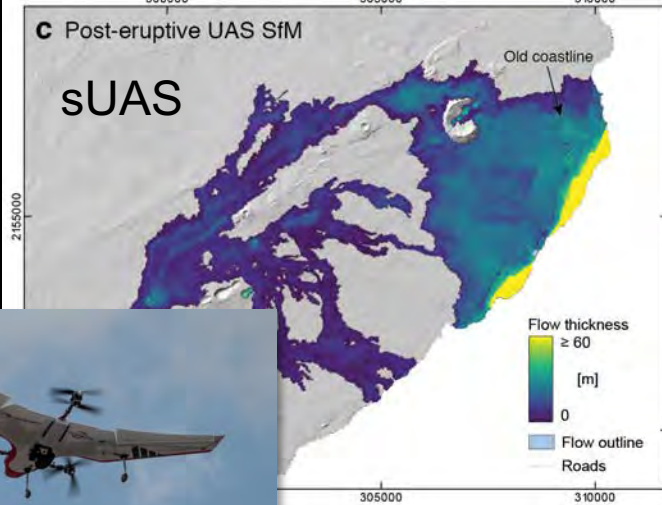 C Post-eruptive UAS SfM
sUAS
Old coastline
2155000
Flow thickness
≥ 60
[m]
0
Flow outline
Roads
305000
310000